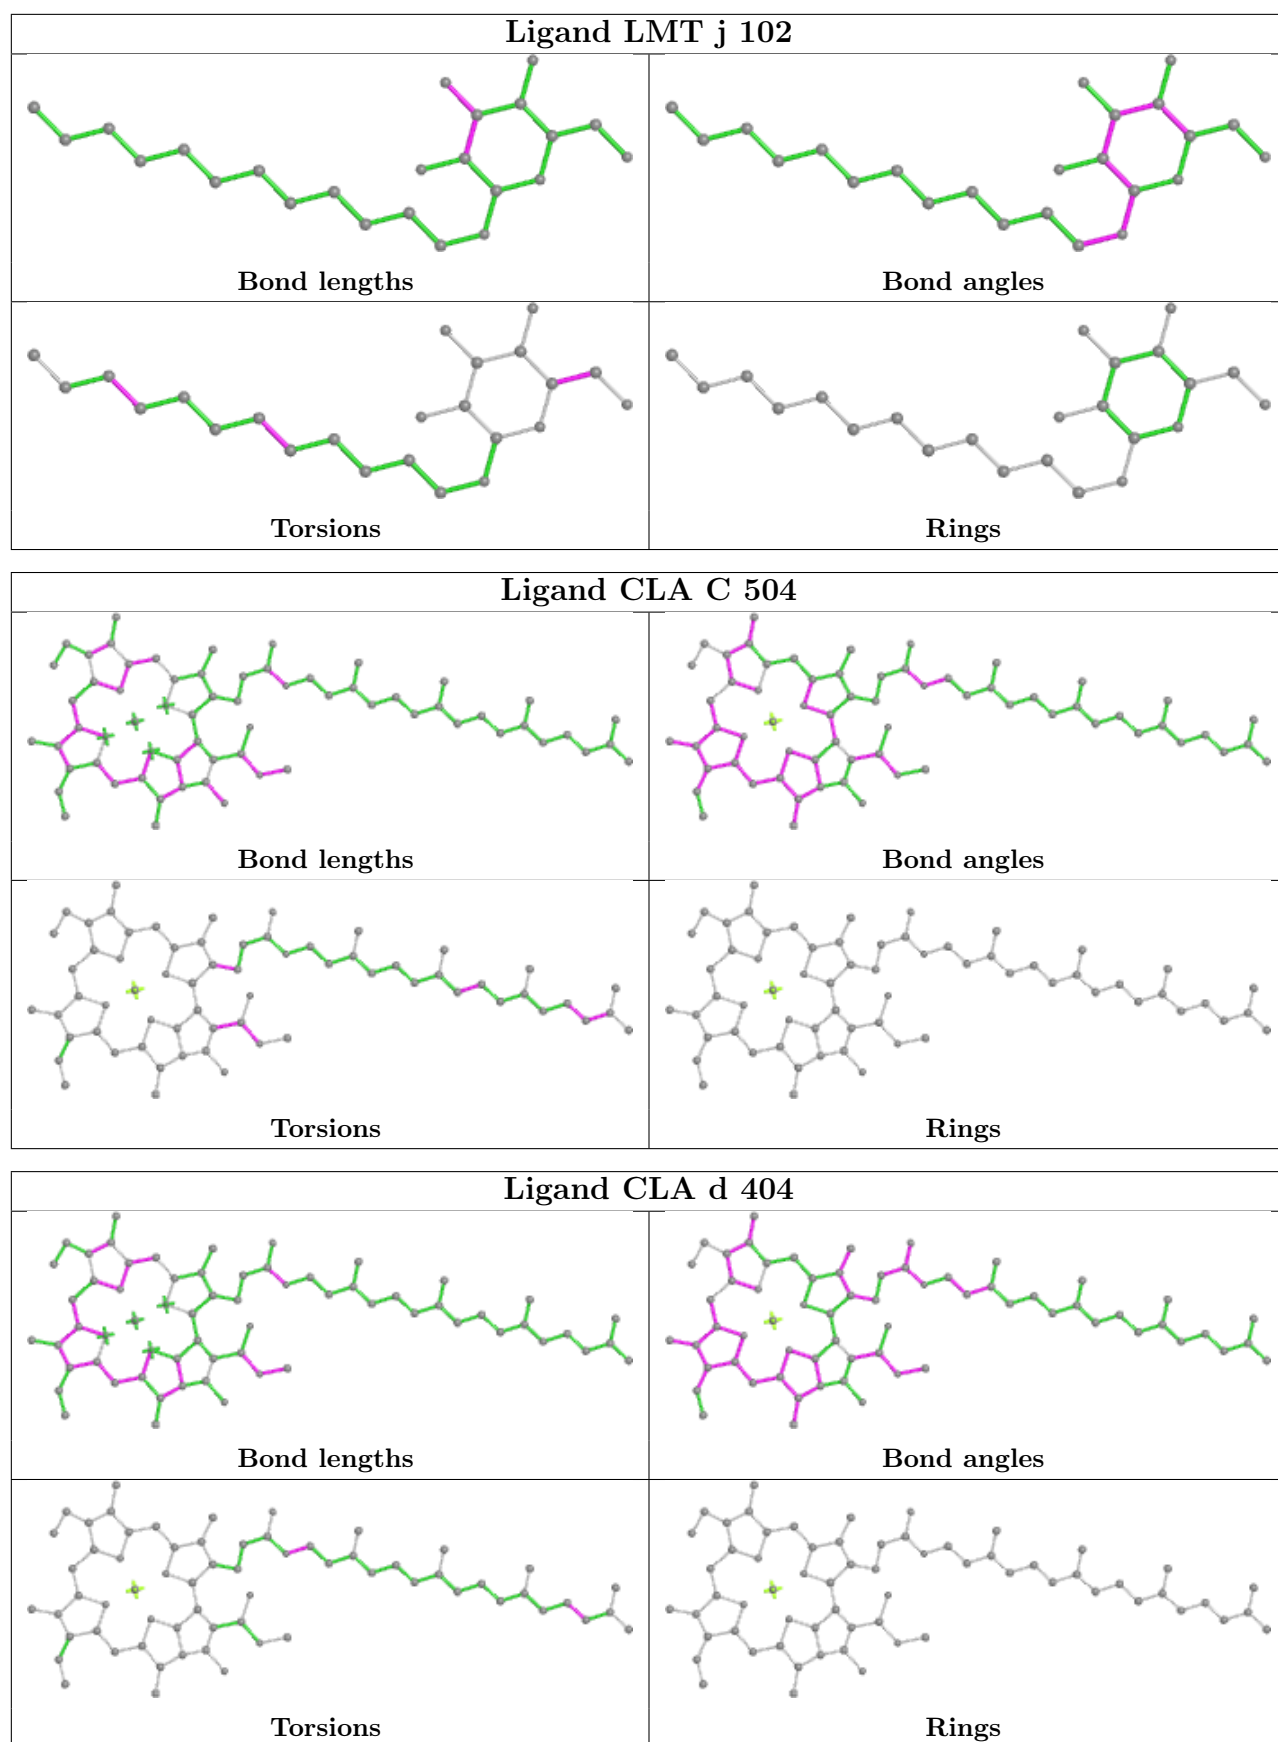 Ligand LMT j 102
Bond lengths
Bond angles
Torsions
Rings
Ligand CLA C 504
Bond lengths
Bond angles
Torsions
Rings
Ligand CLA d 404
Bond lengths
Bond angles
Torsions
Rings